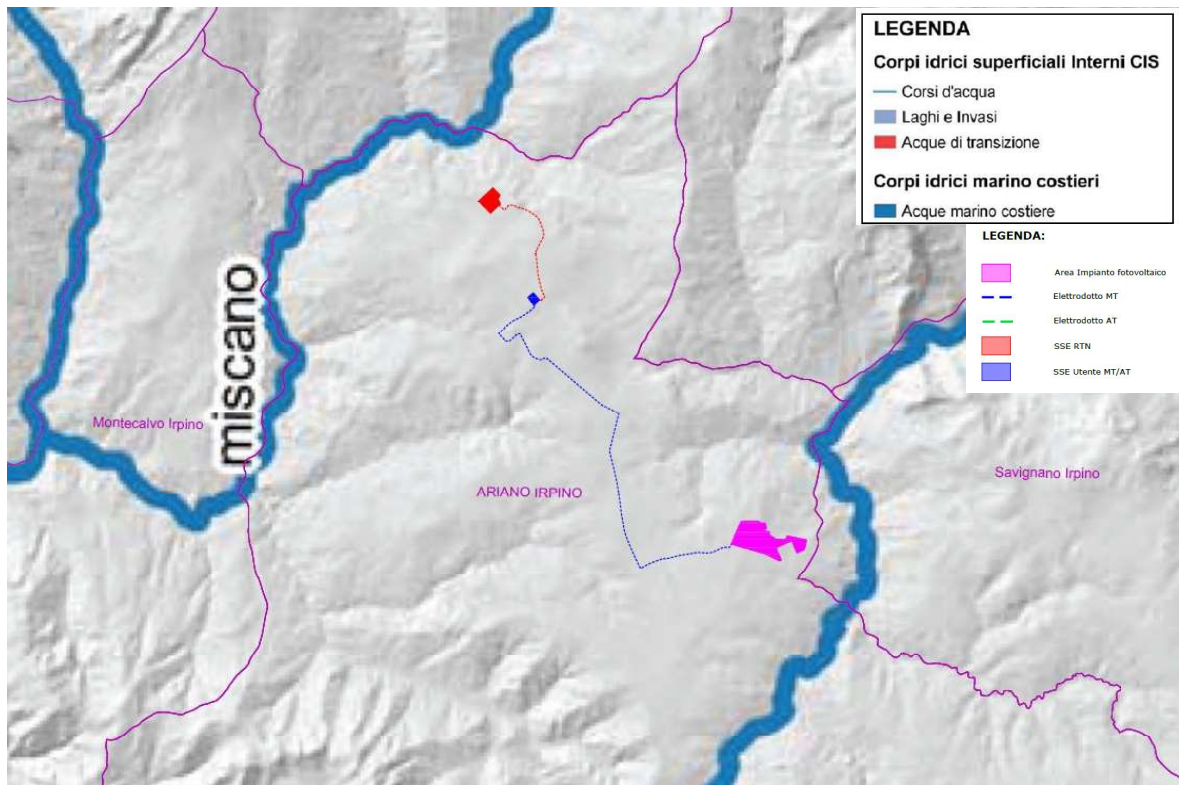 LEGENDA
Corpi idrici superficiali Interni CIS
Corsi d'acqua
Laghi e Invasi
Acque di transizione
Corpi idrici marino costieri
Acque marino costiere
LEGENDA:
Area Impianto fotovoltaico
Elettrodotto MT
Elettrodotto AT
SSE RTN
SSE Utente MT/AT
miscano
Montecalvo Irpino
ARIANO IRPINO
Savignano Irpino